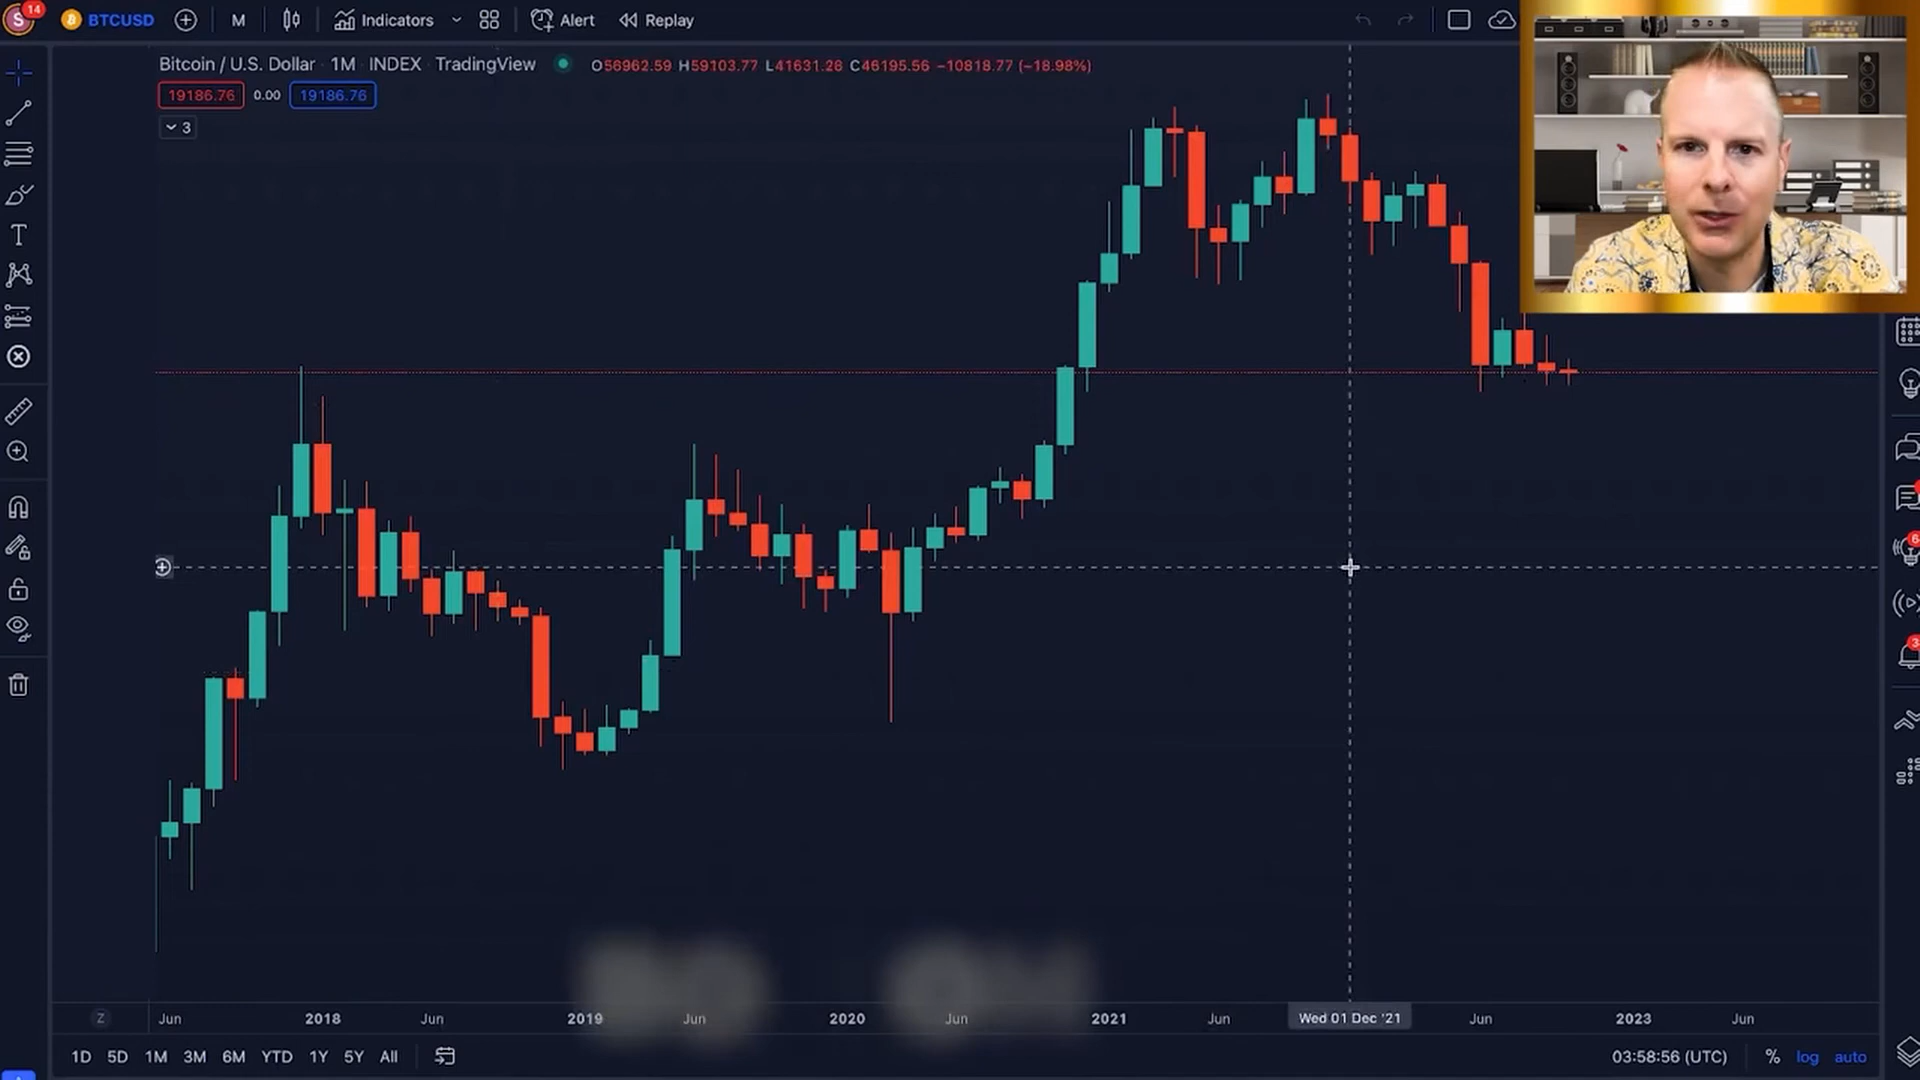 14
BTCUSD M Indicators Alert Replay
Bitcoin / U.S. Dollar 1M INDEX TradingView O56962.59 H59103.77 L41631.28 C46195.56 −10818.77 (−18.98%)
19186.76 0.00 19186.76
3
Z Jun 2018 Jun 2019 Jun 2020 Jun 2021 Jun Wed 01 Dec '21 Jun 2023 Jun
1D 5D 1M 3M 6M YTD 1Y 5Y All 03:58:56 (UTC) % log auto